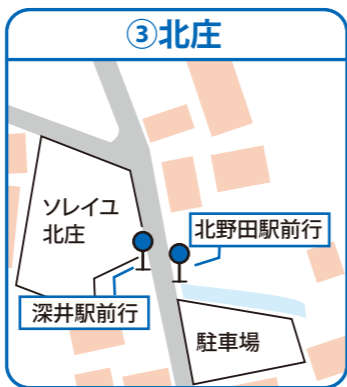 ③北庄
ソレイユ
北庄
北野田駅前行
深井駅前行
駐車場